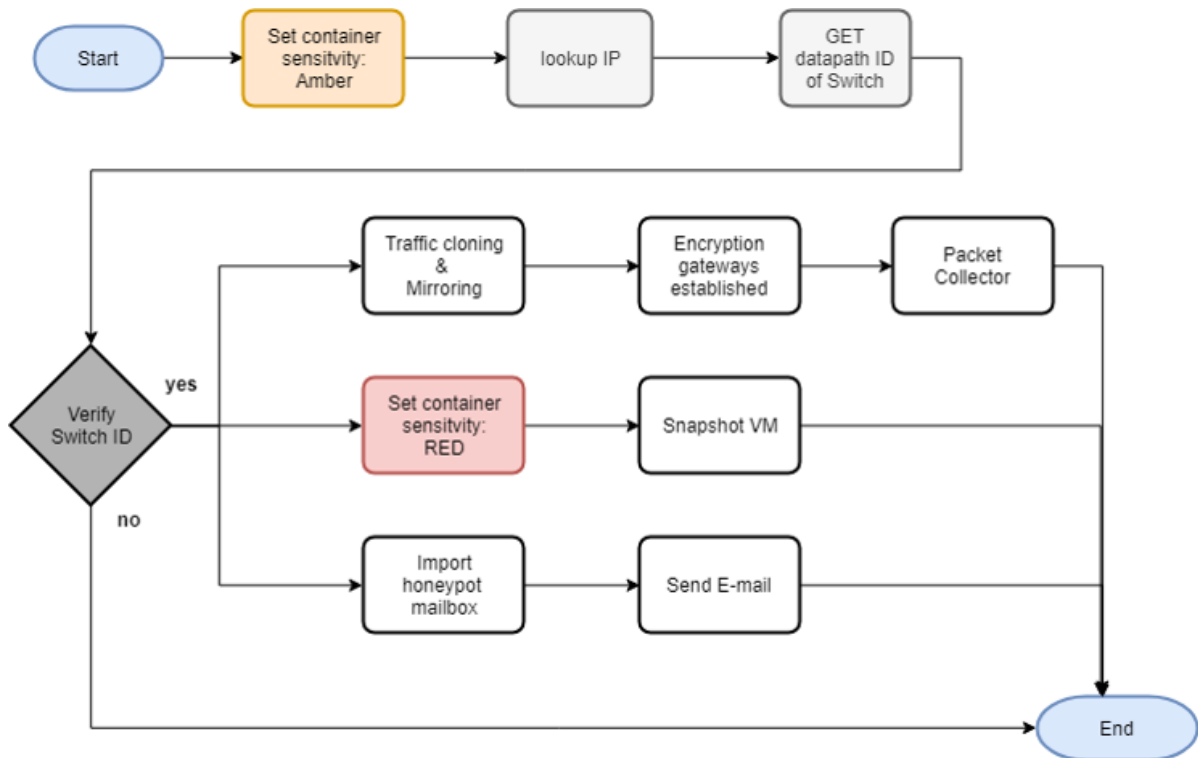 Start
Set container
sensitvity:
Amber
lookup IP
GET
datapath ID
of Switch
Traffic cloning
&
Mirroring
Encryption
gateways
established
Packet
Collector
yes
Verify
Switch ID
Set container
sensitvity:
RED
Snapshot VM
no
Import
honeypot
mailbox
Send E-mail
End